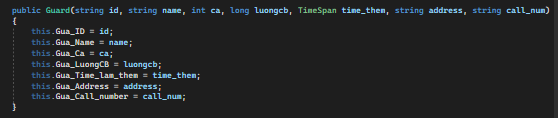 public Guard(string id, string name, int ca, long luongcb, TimeSpan time_them, string address, string call_num)
{
this.Gua_ID = id;
this.Gua_Name = name;
this.Gua_Ca = ca;
this.Gua_LuongCB = luongcb;
this.Gua_Time_lam_them = time_them;
this.Gua_Address = address;
this.Gua_Call_number = call_num;
}